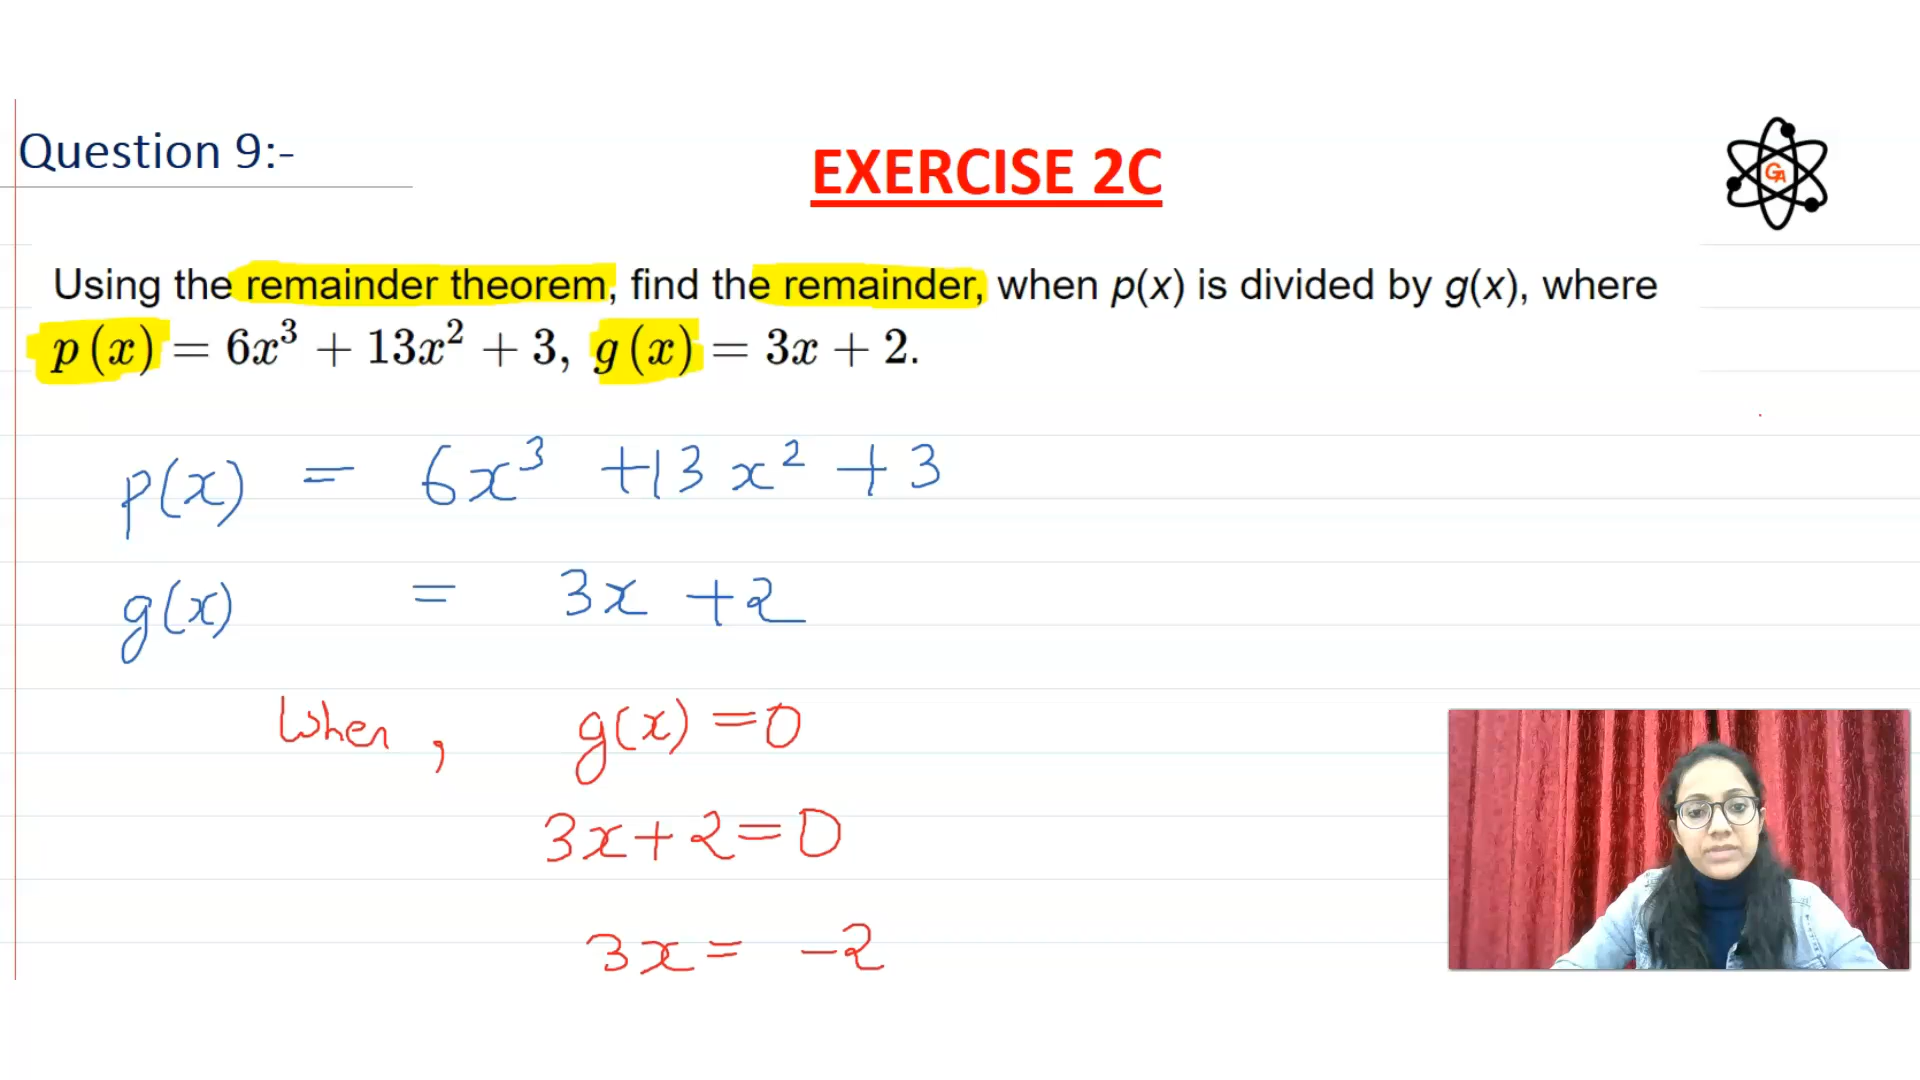 Question 9:-
EXERCISE 2C
GA
Using the remainder theorem, find the remainder, when p(x) is divided by g(x), where
p (x) = 6x³ + 13x² + 3, g (x) = 3x + 2.
p(x) = 6x³ +13x² +3
g(x) = 3x +2
When, g(x) =0
3x+2=0
3x= -2